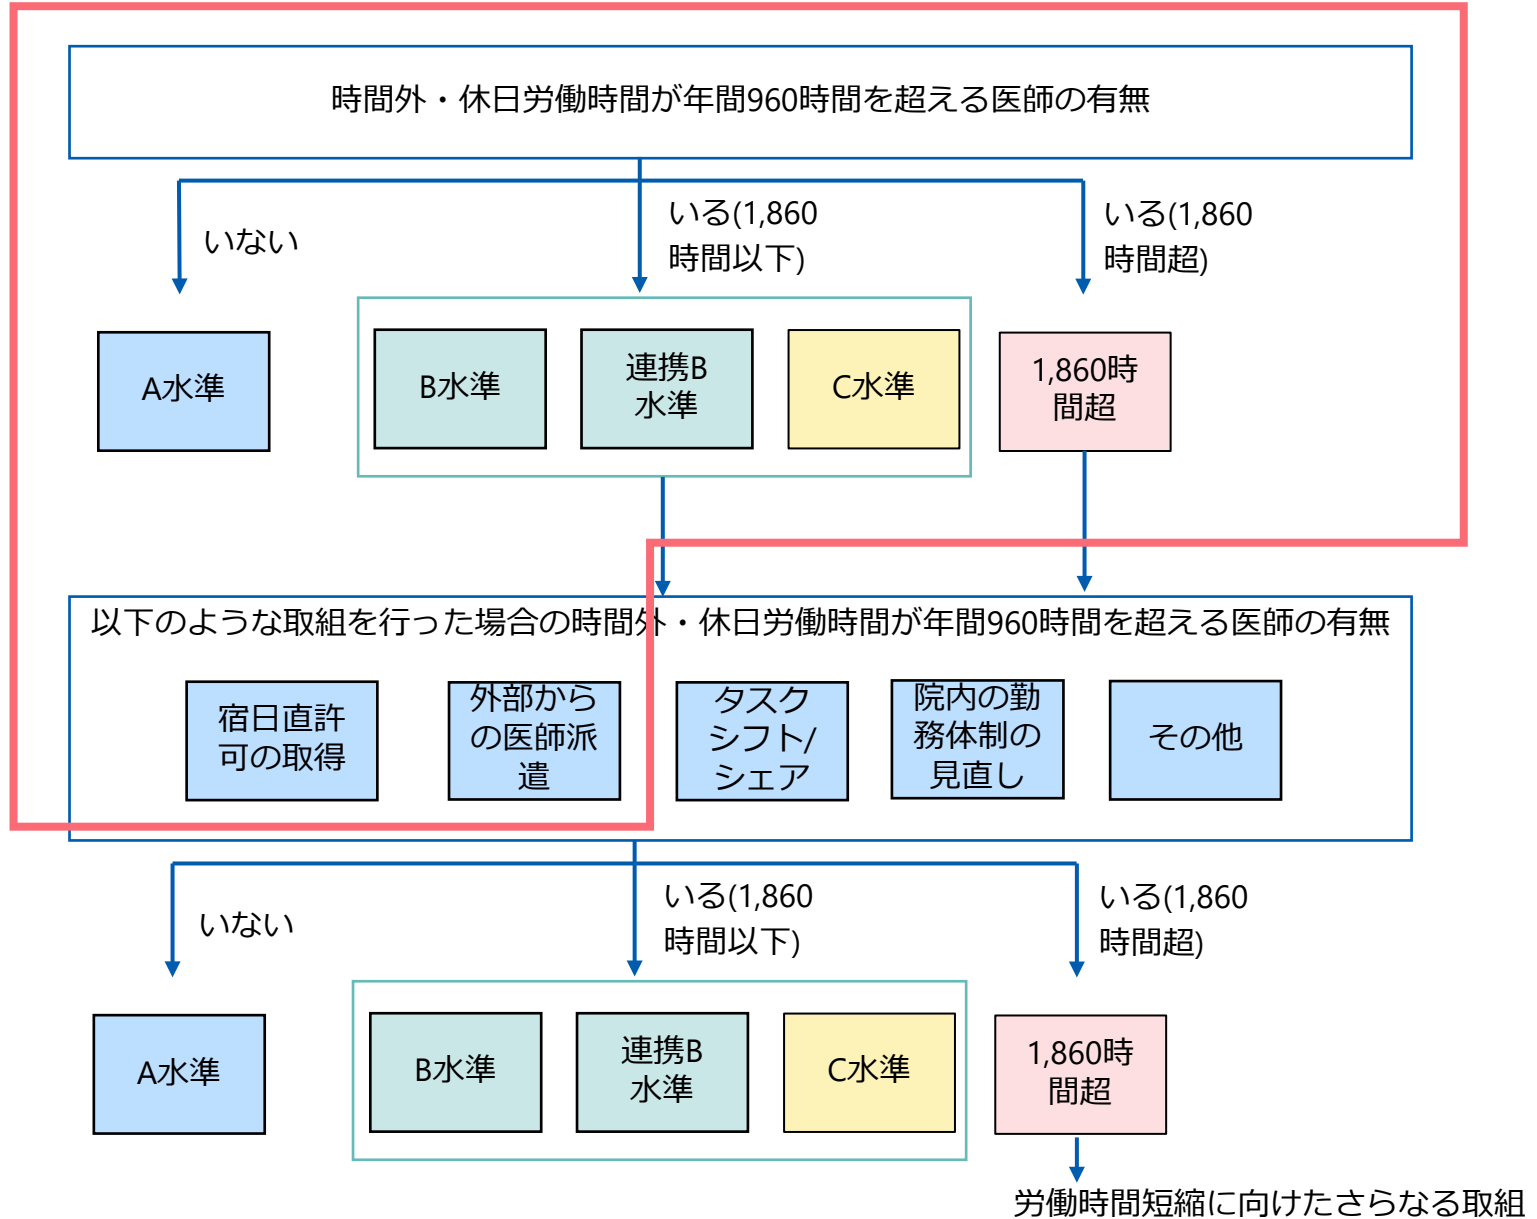 時間外・休日労働時間が年間960時間を超える医師の有無
いない
いる(1,860
時間以下)
いる(1,860
時間超)
A水準
B水準
連携B
水準
C水準
1,860時
間超
以下のような取組を行った場合の時間外・休日労働時間が年間960時間を超える医師の有無
宿日直許
可の取得
外部から
の医師派
遣
タスク
シフト/
シェア
院内の勤
務体制の
見直し
その他
いない
いる(1,860
時間以下)
いる(1,860
時間超)
A水準
B水準
連携B
水準
C水準
1,860時
間超
労働時間短縮に向けたさらなる取組